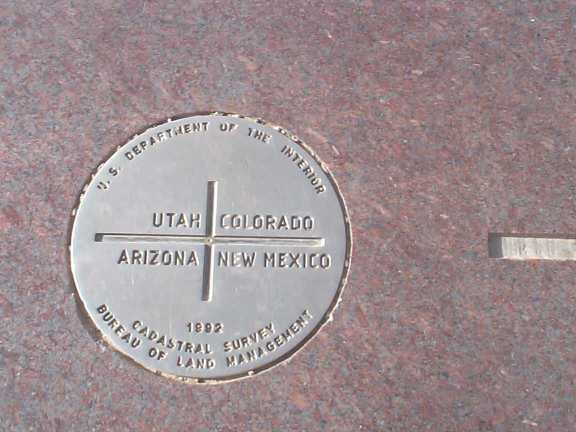 U.S. DEPARTMENT OF THE INTERIOR
UTAH COLORADO
ARIZONA NEW MEXICO
1992
CADASTRAL SURVEY
BUREAU OF LAND MANAGEMENT